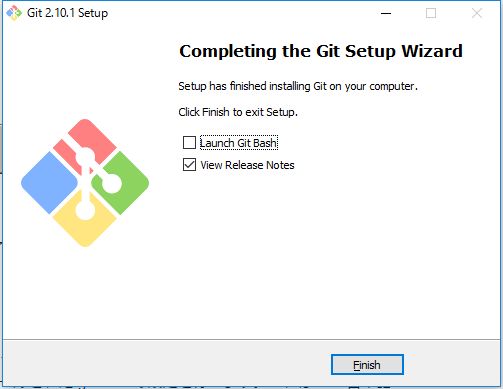 Git 2.10.1 Setup
Completing the Git Setup Wizard
Setup has finished installing Git on your computer.
Click Finish to exit Setup.
Launch Git Bash
View Release Notes
Finish